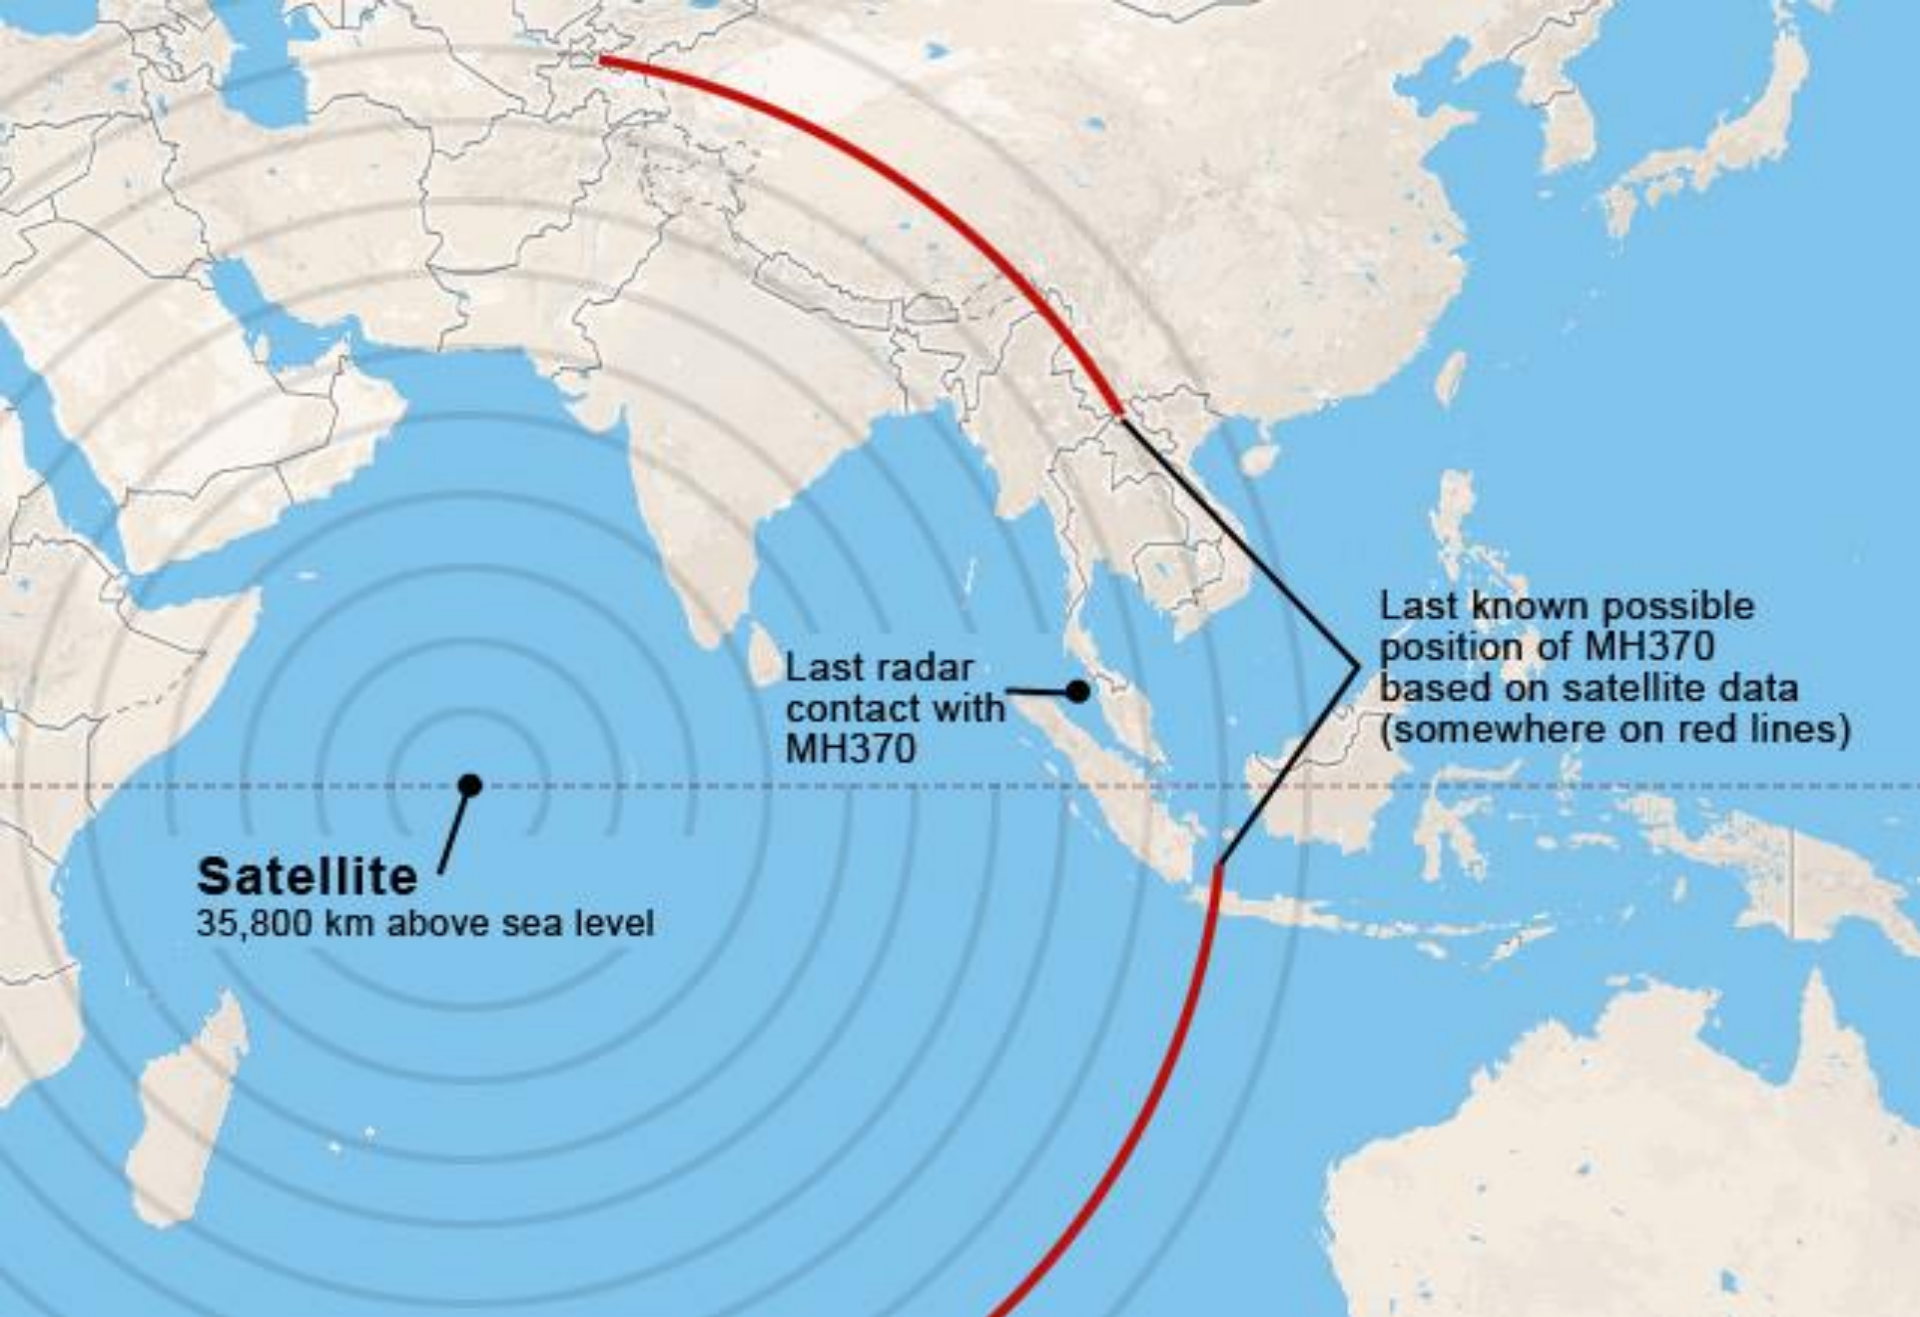 Last known possible
position of MH370
based on satellite data
(somewhere on red lines)
Last radar
contact with
MH370
Satellite
35,800 km above sea level